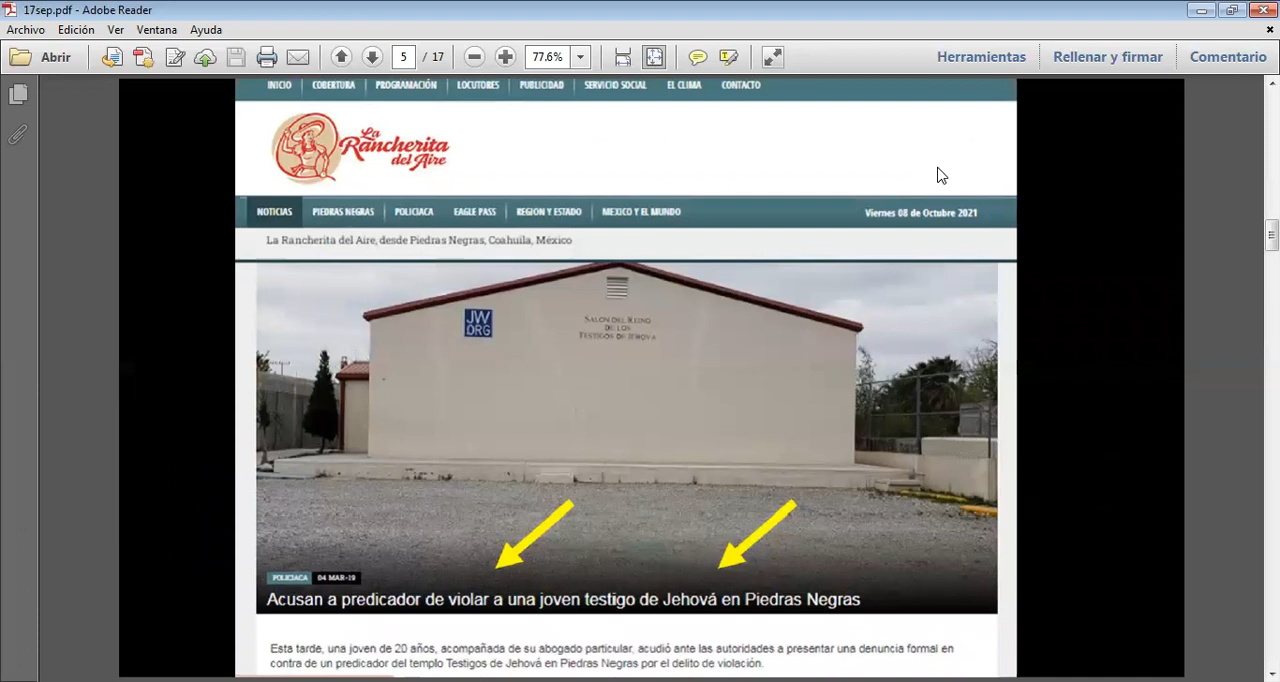 17sep.pdf - Adobe Reader
Archivo Edición Ver Ventana Ayuda
Abrir 5 / 17 77.6% Herramientas Rellenar y firmar Comentario
INICIO COBERTURA PROGRAMACIÓN LOCUTORES PUBLICIDAD SERVICIO SOCIAL EL CLIMA CONTACTO
La
Rancherita
del Aire
NOTICIAS PIEDRAS NEGRAS POLICIACA EAGLE PASS REGION Y ESTADO MEXICO Y EL MUNDO Viernes 08 de Octubre 2021
La Rancherita del Aire, desde Piedras Negras, Coahuila, México
JW
.ORG
SALON DEL REINO
DE LOS
TESTIGOS DE JEHOVA
POLICIACA 04 MAR-19
Acusan a predicador de violar a una joven testigo de Jehová en Piedras Negras
Esta tarde, una joven de 20 años, acompañada de su abogado particular, acudió ante las autoridades a presentar una denuncia formal en
contra de un predicador del templo Testigos de Jehová en Piedras Negras por el delito de violación.